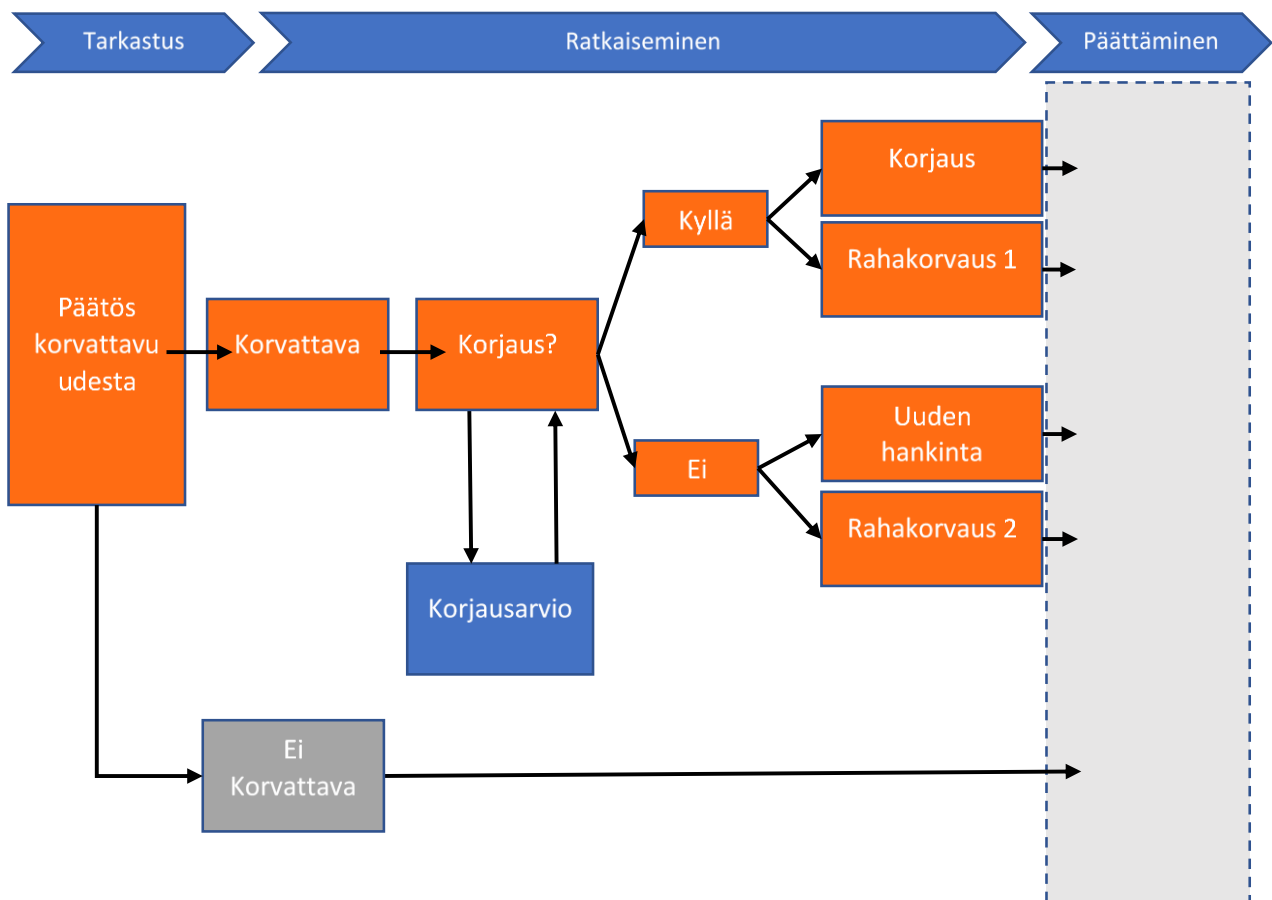 Tarkastus
Ratkaiseminen
Päättäminen
Korjaus
Kyllä
Rahakorvaus 1
Päätös
korvattavu
udesta
Korvattava
Korjaus?
Uuden
hankinta
Ei
Rahakorvaus 2
Korjausarvio
Ei
Korvattava